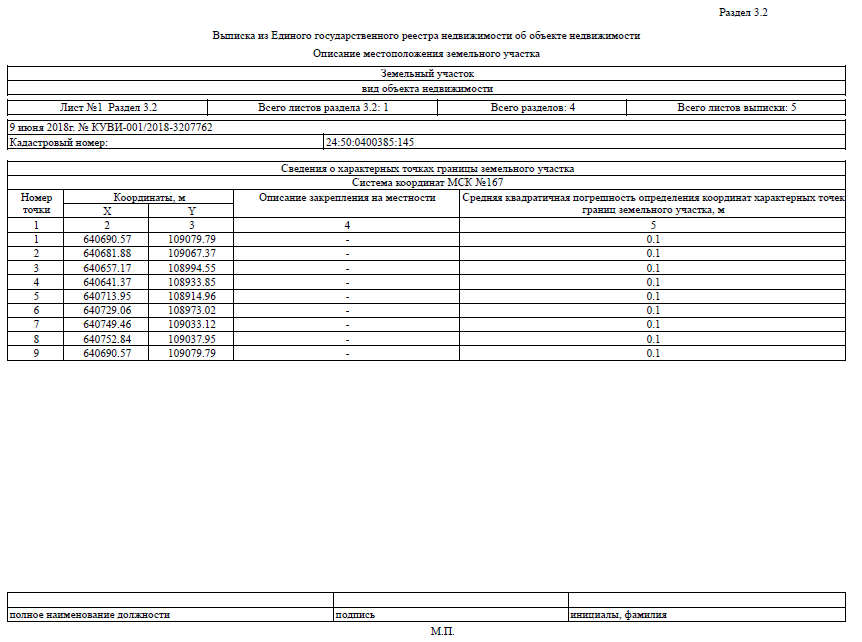 Раздел 3.2
Выписка из Единого государственного реестра недвижимости об объекте недвижимости
Описание местоположения земельного участка
Земельный участок
вид объекта недвижимости
Лист №1 Раздел 3.2 Всего листов раздела 3.2: 1 Всего разделов: 4 Всего листов выписки: 5
9 июня 2018г. № КУВИ-001/2018-3207762
Кадастровый номер: 24:50:0400385:145
Сведения о характерных точках границы земельного участка
Система координат МСК №167
Номер точки Координаты, м Описание закрепления на местности Средняя квадратичная погрешность определения координат характерных точек границ земельного участка, м
X Y
1 2 3 4 5
1 640690.57 109079.79 - 0.1
2 640681.88 109067.37 - 0.1
3 640657.17 108994.55 - 0.1
4 640641.37 108933.85 - 0.1
5 640713.95 108914.96 - 0.1
6 640729.06 108973.02 - 0.1
7 640749.46 109033.12 - 0.1
8 640752.84 109037.95 - 0.1
9 640690.57 109079.79 - 0.1
полное наименование должности подпись инициалы, фамилия
М.П.